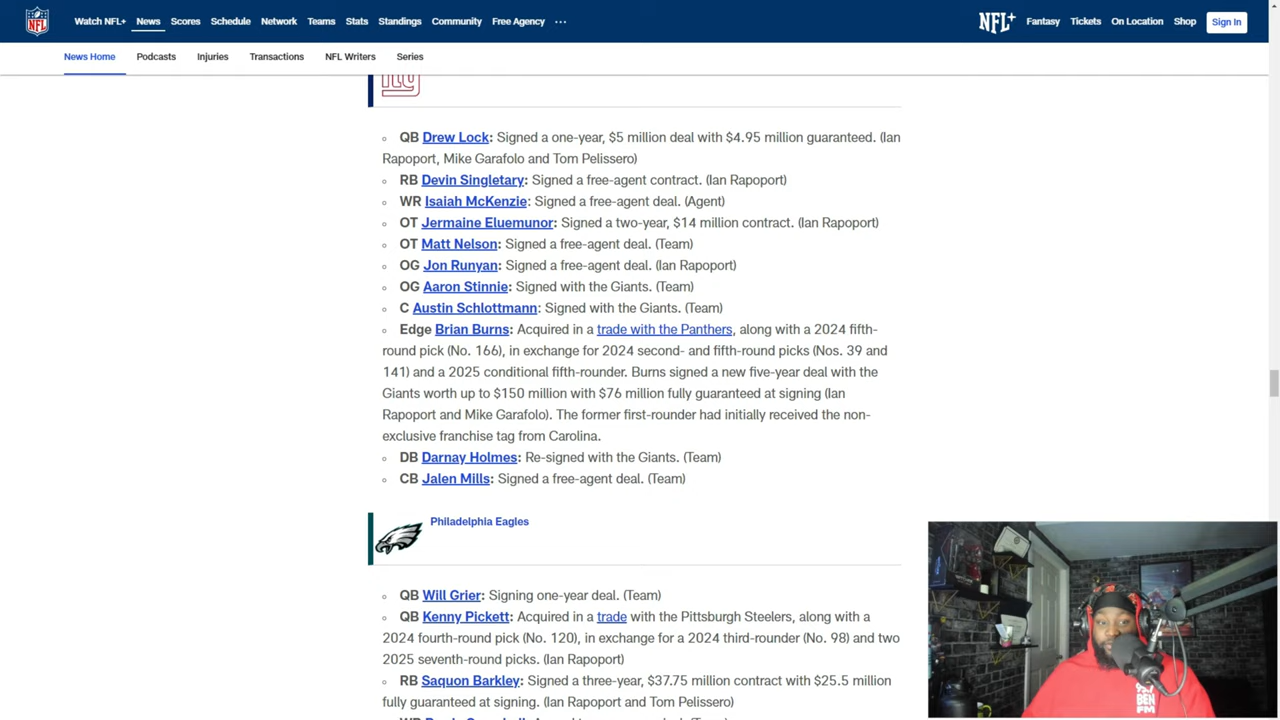 NFL
Watch NFL+ News Scores Schedule Network Teams Stats Standings Community Free Agency ... NFL+ Fantasy Tickets On Location Shop Sign In
News Home Podcasts Injuries Transactions NFL Writers Series
ny
QB Drew Lock: Signed a one-year, $5 million deal with $4.95 million guaranteed. (Ian
Rapoport, Mike Garafolo and Tom Pelissero)
RB Devin Singletary: Signed a free-agent contract. (Ian Rapoport)
WR Isaiah McKenzie: Signed a free-agent deal. (Agent)
OT Jermaine Eluemunor: Signed a two-year, $14 million contract. (Ian Rapoport)
OT Matt Nelson: Signed a free-agent deal. (Team)
OG Jon Runyan: Signed a free-agent deal. (Ian Rapoport)
OG Aaron Stinnie: Signed with the Giants. (Team)
C Austin Schlottmann: Signed with the Giants. (Team)
Edge Brian Burns: Acquired in a trade with the Panthers, along with a 2024 fifth-
round pick (No. 166), in exchange for 2024 second- and fifth-round picks (Nos. 39 and
141) and a 2025 conditional fifth-rounder. Burns signed a new five-year deal with the
Giants worth up to $150 million with $76 million fully guaranteed at signing (Ian
Rapoport and Mike Garafolo). The former first-rounder had initially received the non-
exclusive franchise tag from Carolina.
DB Darnay Holmes: Re-signed with the Giants. (Team)
CB Jalen Mills: Signed a free-agent deal. (Team)
Philadelphia Eagles
QB Will Grier: Signing one-year deal. (Team)
QB Kenny Pickett: Acquired in a trade with the Pittsburgh Steelers, along with a
2024 fourth-round pick (No. 120), in exchange for a 2024 third-rounder (No. 98) and two
2025 seventh-round picks. (Ian Rapoport)
RB Saquon Barkley: Signed a three-year, $37.75 million contract with $25.5 million
fully guaranteed at signing. (Ian Rapoport and Tom Pelissero)
BEN
FM